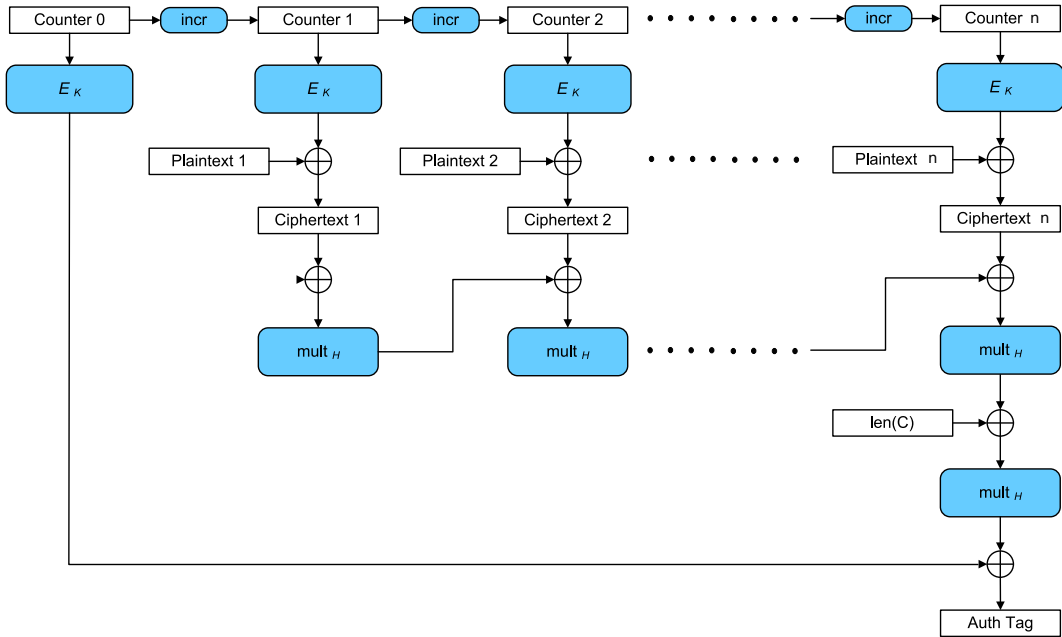 Counter 0
incr
Counter 1
incr
Counter 2
incr
Counter n
E K
E K
E K
E K
Plaintext 1
Plaintext 2
Plaintext n
Ciphertext 1
Ciphertext 2
Ciphertext n
mult H
mult H
mult H
len(C)
mult H
Auth Tag